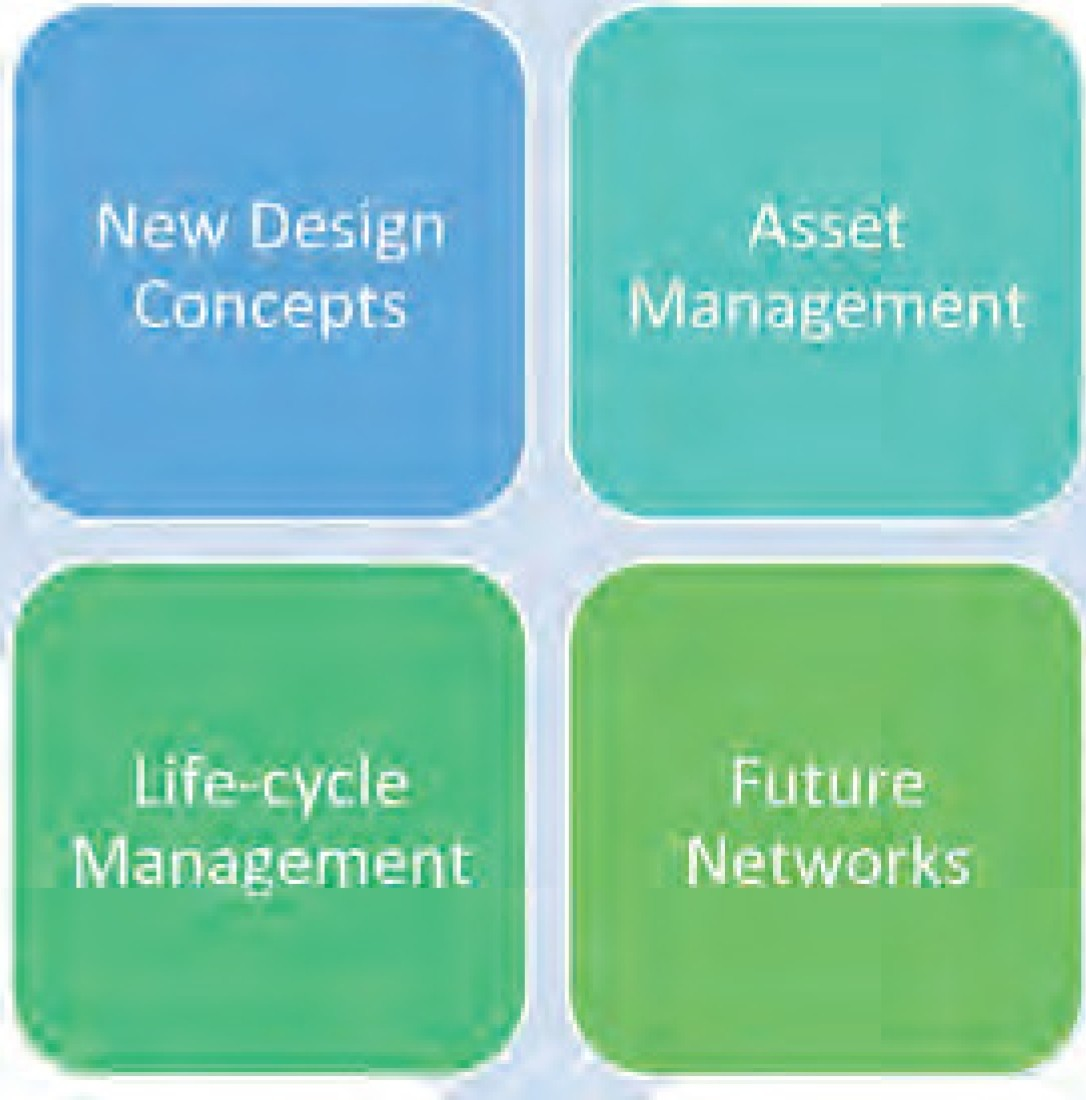 New Design
Concepts
Asset
Management
Life-cycle
Management
Future
Networks